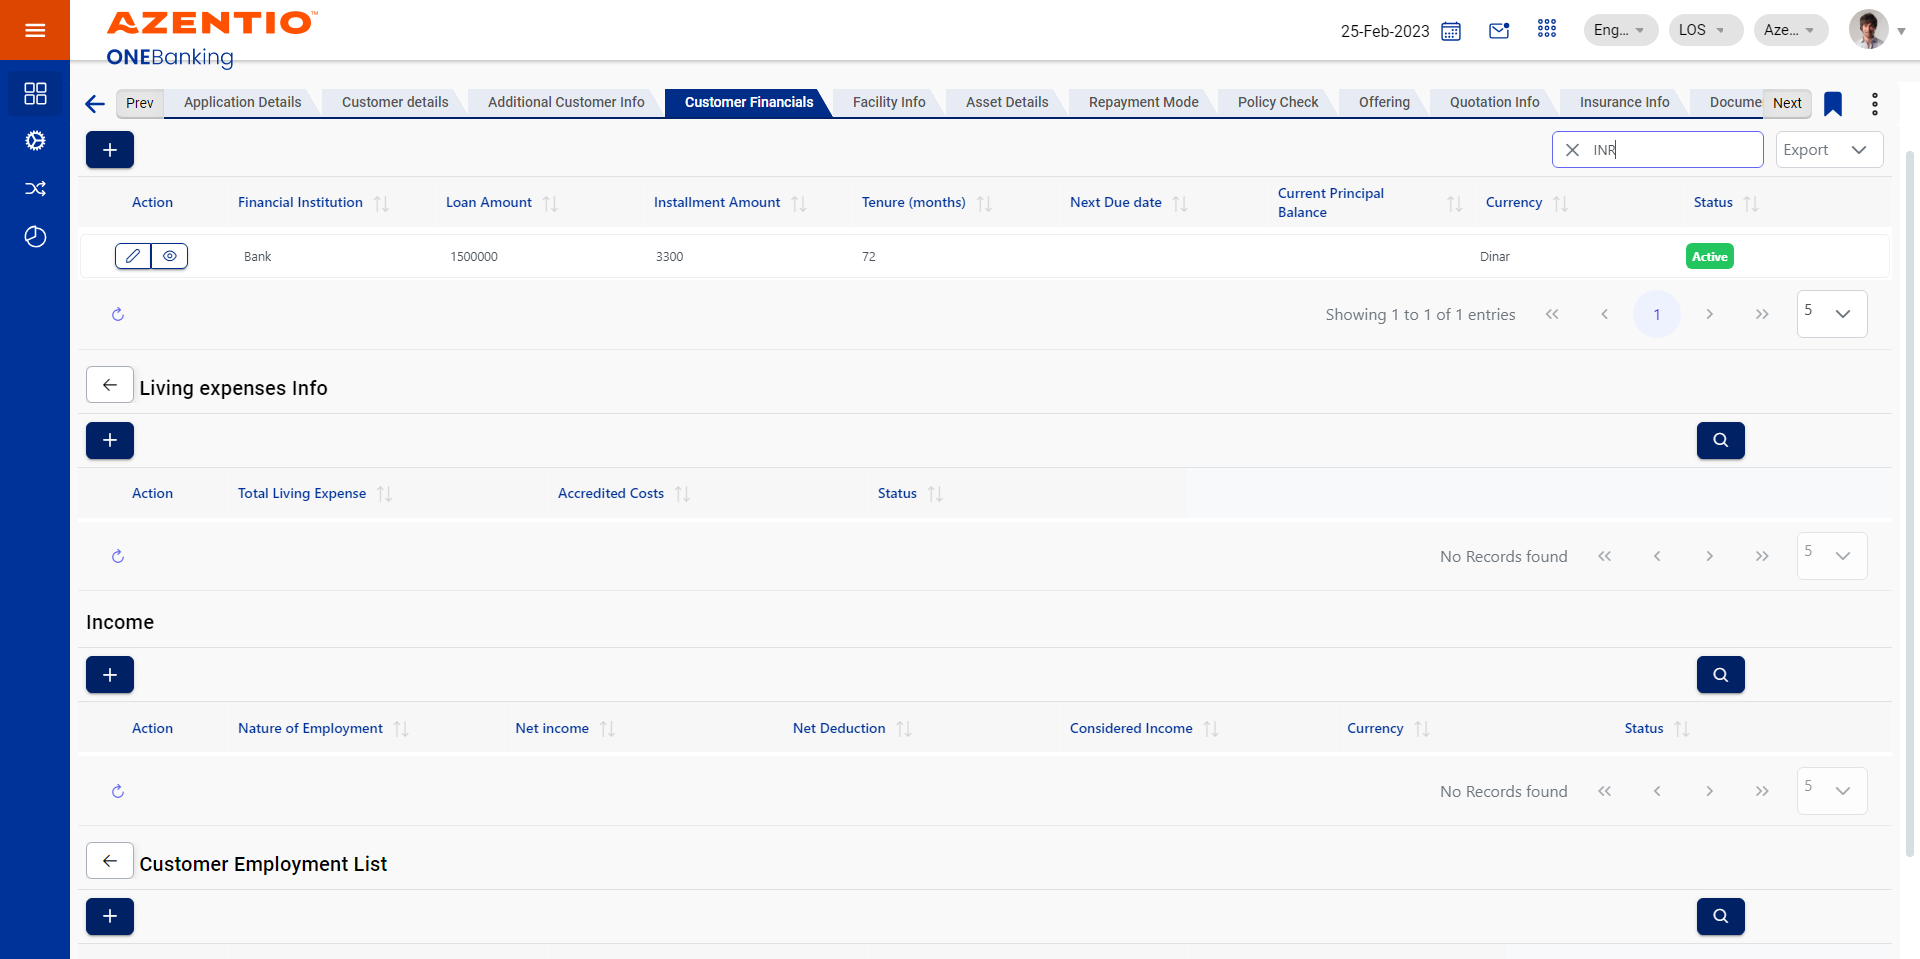 AZENTIO™
ONEBanking
25-Feb-2023
Eng...
LOS
Aze...
Prev
Application Details
Customer details
Additional Customer Info
Customer Financials
Facility Info
Asset Details
Repayment Mode
Policy Check
Offering
Quotation Info
Insurance Info
Docume
Next
INR
Export
Action
Financial Institution
Loan Amount
Installment Amount
Tenure (months)
Next Due date
Current Principal
Balance
Currency
Status
Bank
1500000
3300
72
Dinar
Active
Showing 1 to 1 of 1 entries
1
5
Living expenses Info
Action
Total Living Expense
Accredited Costs
Status
No Records found
5
Income
Action
Nature of Employment
Net income
Net Deduction
Considered Income
Currency
Status
No Records found
5
Customer Employment List